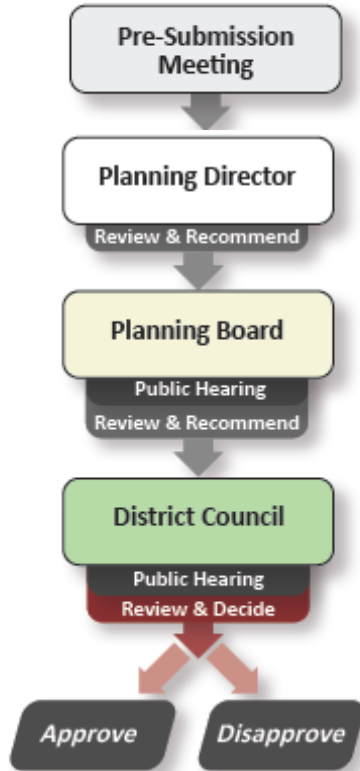 Pre-Submission
Meeting
Planning Director
Review & Recommend
Planning Board
Public Hearing
Review & Recommend
District Council
Public Hearing
Review & Decide
Approve
Disapprove